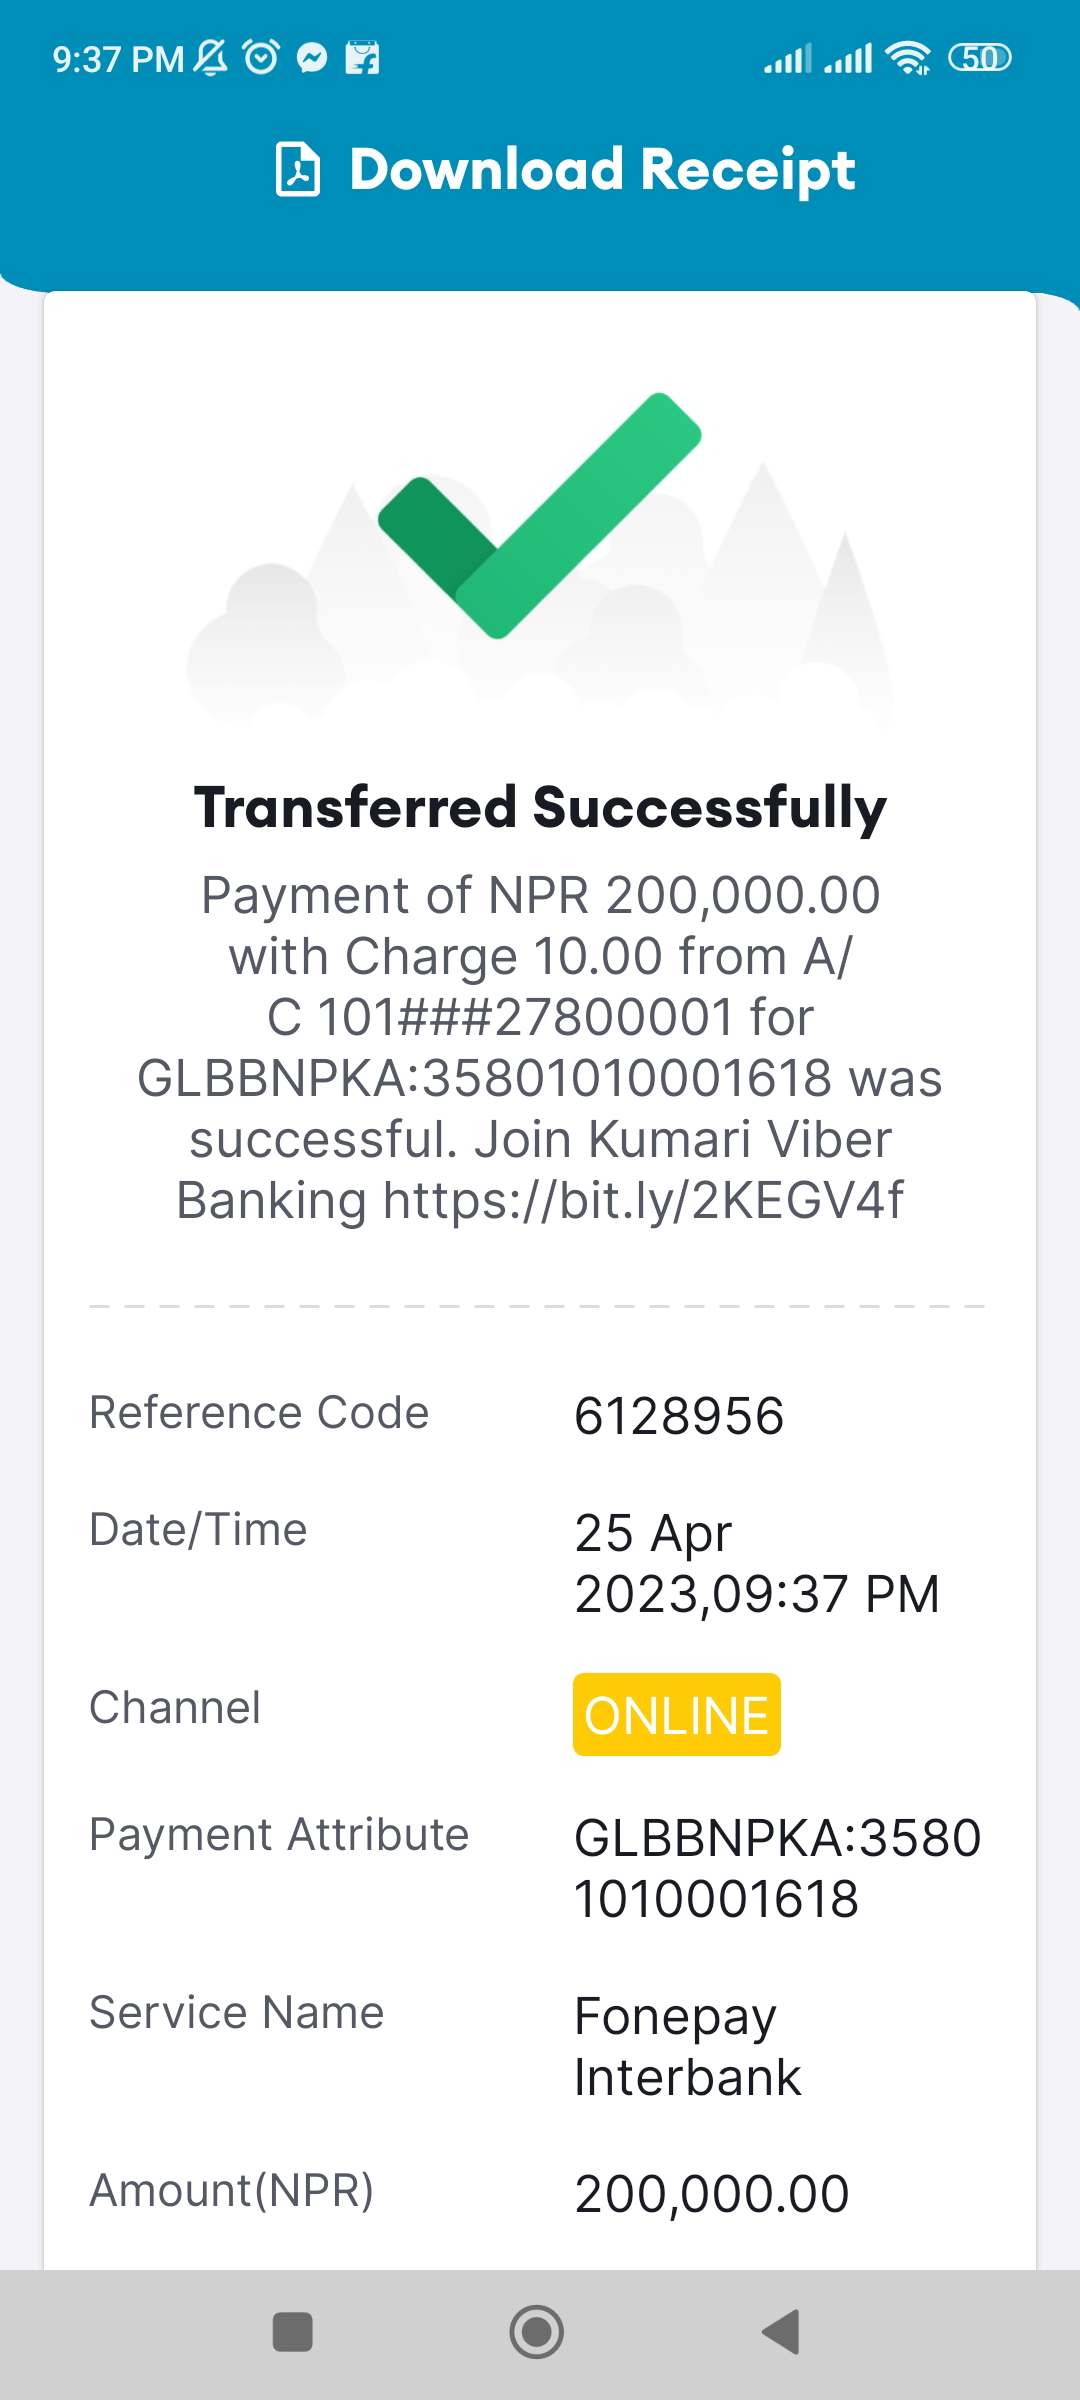 9:37 PM 50
Download Receipt
Transferred Successfully
Payment of NPR 200,000.00
with Charge 10.00 from A/
C 101###27800001 for
GLBBNPKA:35801010001618 was
successful. Join Kumari Viber
Banking https://bit.ly/2KEGV4f
Reference Code 6128956
Date/Time 25 Apr
2023,09:37 PM
Channel ONLINE
Payment Attribute GLBBNPKA:3580
1010001618
Service Name Fonepay
Interbank
Amount(NPR) 200,000.00